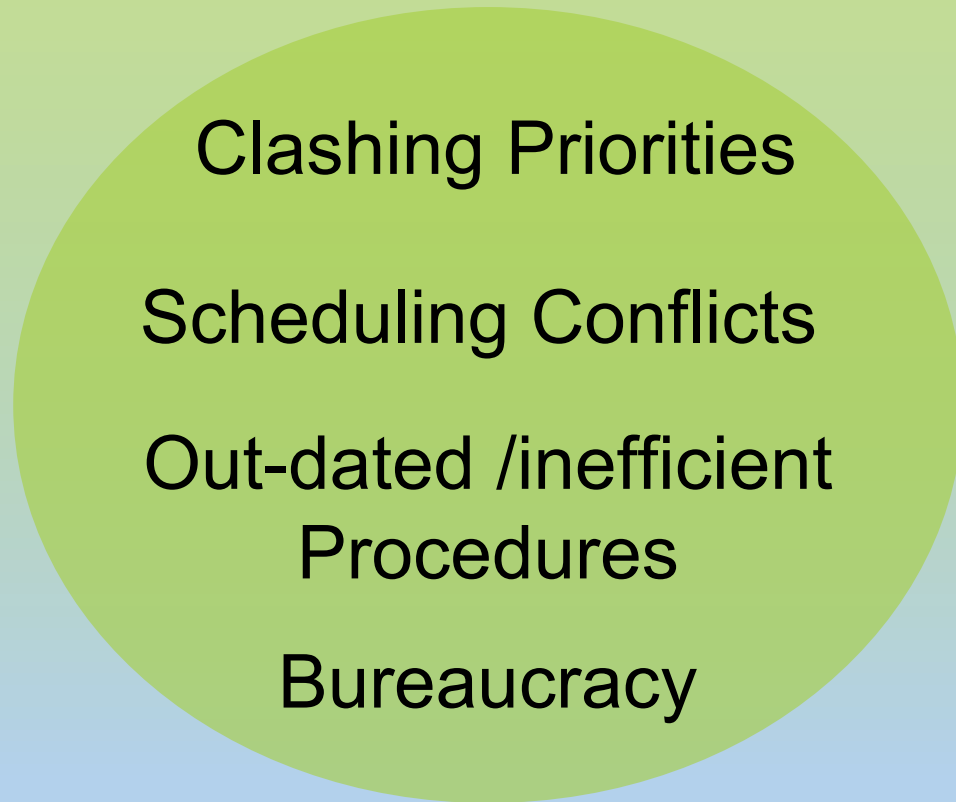 Clashing Priorities
Scheduling Conflicts
Out-dated /inefficient
Procedures
Bureaucracy